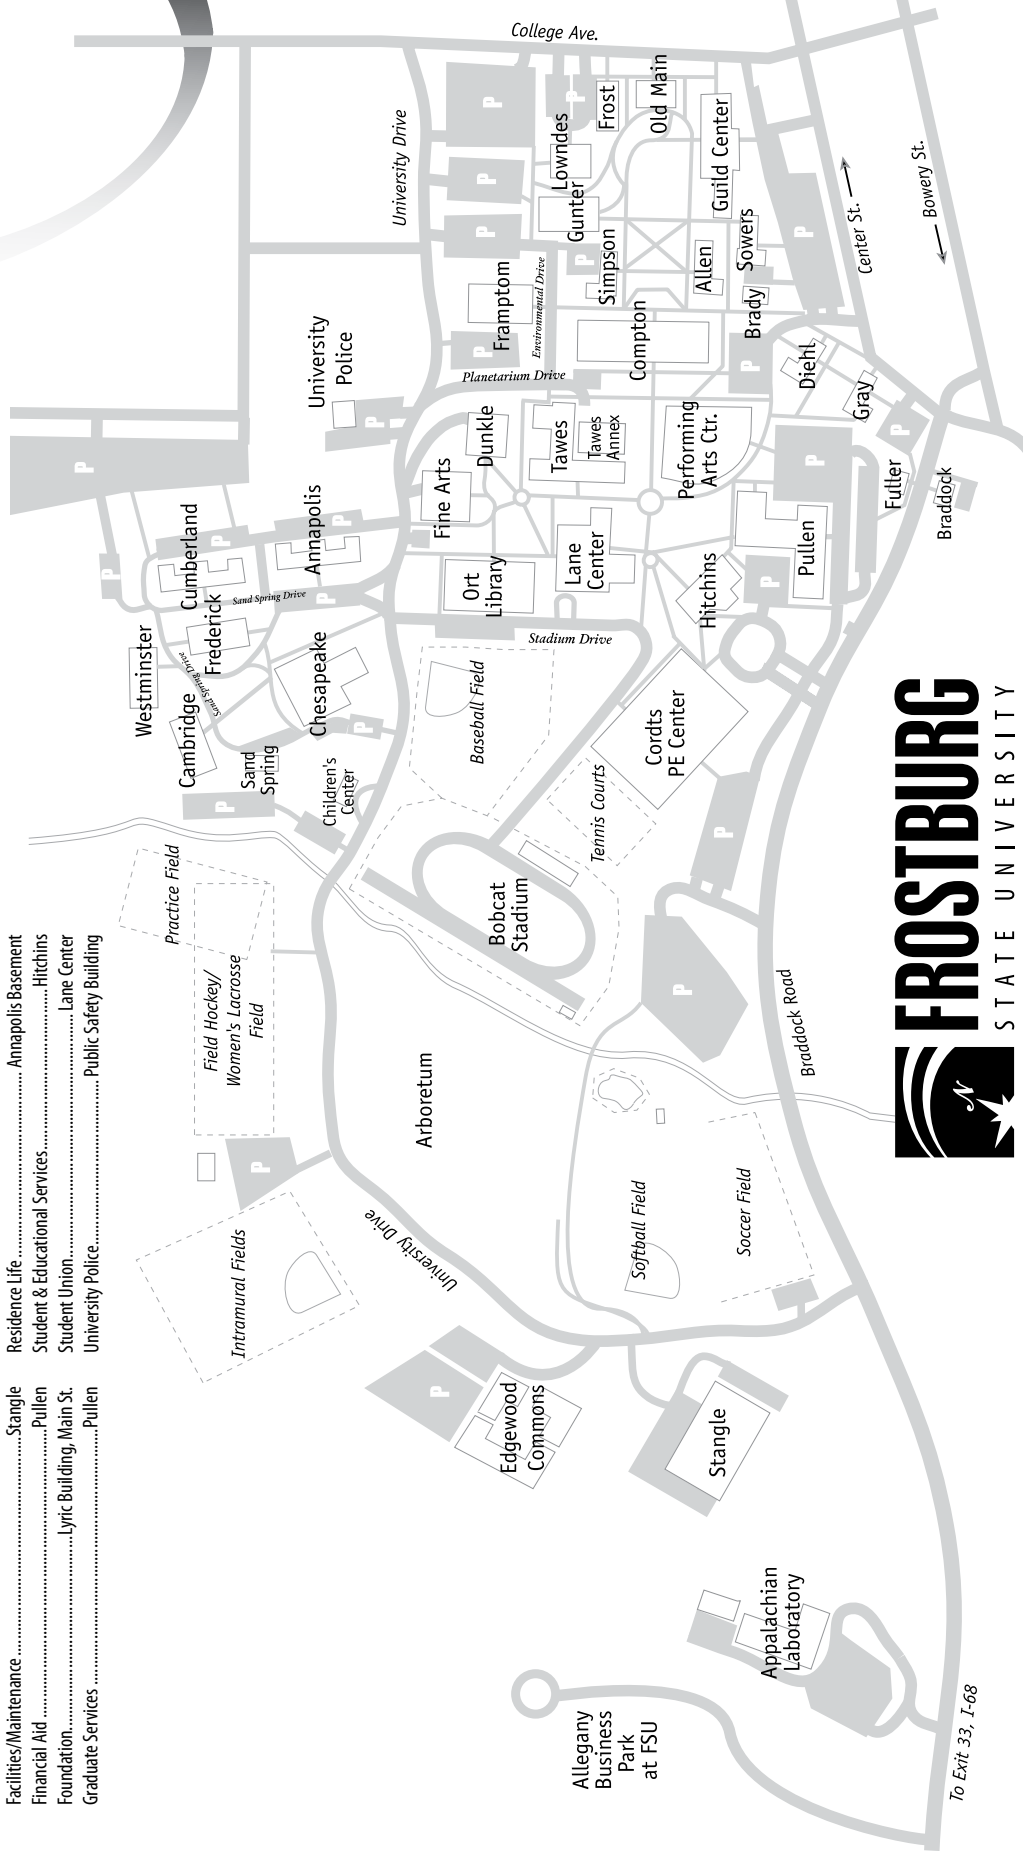 Facilities/Maintenance Stangle
Financial Aid Pullen
Foundation Lyric Building, Main St.
Graduate Services Pullen
Residence Life Annapolis Basement
Student & Educational Services Hitchins
Student Union Lane Center
University Police Public Safety Building
College Ave.
University Drive
P
P
P
P
P
P
Lowndes
Frost
Old Main
Gunter
Guild Center
Simpson
Allen
Sowers
P
Center St.
Bowery St.
Framptom
Environmental Drive
Compton
Brady
P
University
Police
P
P
Planetarium Drive
Diehl
Gray
P
Dunkle
Tawes
Tawes
Annex
Performing
Arts Ctr.
P
Fuller
Braddock
Fine Arts
Cumberland
P
Annapolis
P
P
P
Ort
Library
Lane
Center
Hitchins
P
Pullen
Sand Spring Drive
Frederick
Westminster
Sand Spring Drive
Cambridge
Chesapeake
P
Stadium Drive
Sand
Spring
P
Children's
Center
Baseball Field
Cordts
PE Center
Tennis Courts
P
Practice Field
Field Hockey/
Women's Lacrosse
Field
Bobcat
Stadium
P
Braddock Road
Arboretum
P
Intramural Fields
University Drive
Softball Field
Soccer Field
P
Edgewood
Commons
Stangle
Appalachian
Laboratory
Allegany
Business
Park
at FSU
To Exit 33, I-68
N
FROSTBURG
STATE UNIVERSITY